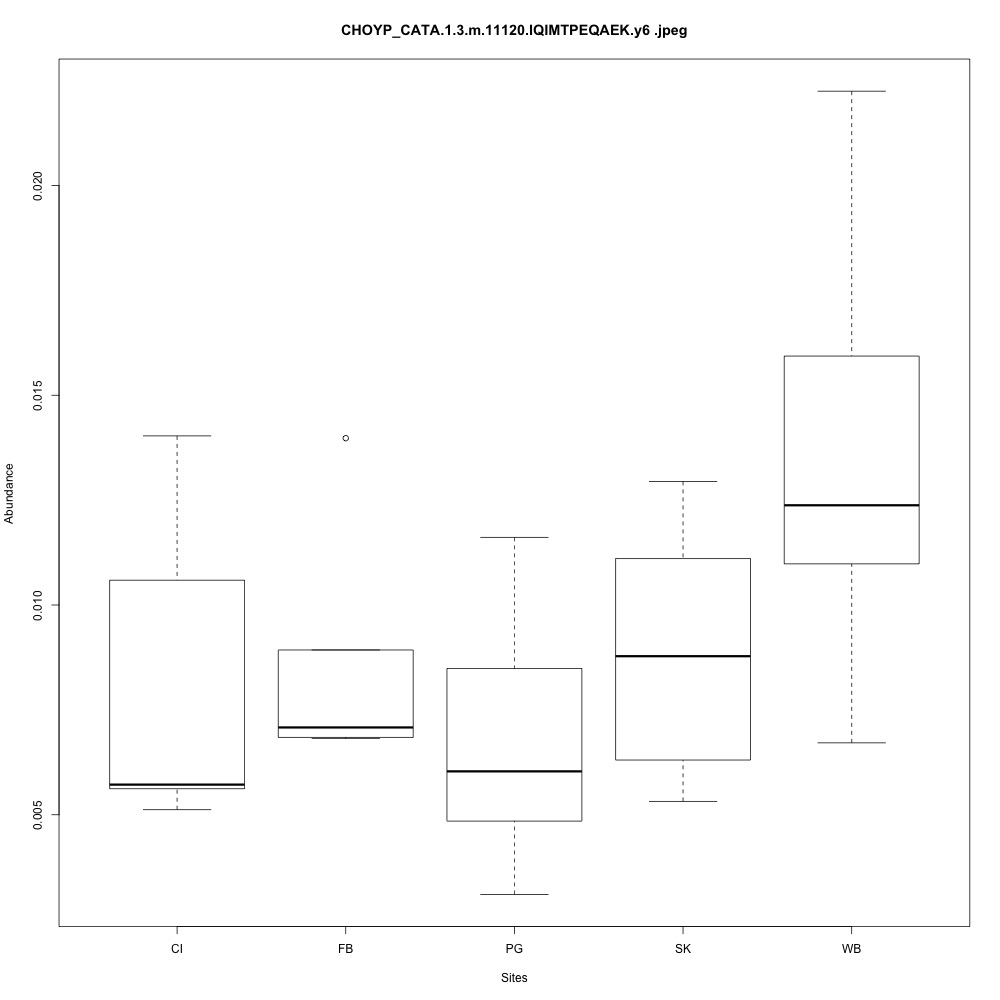 CHOYP_CATA.1.3.m.11120.IQIMTPEQAEK.y6 .jpeg
Abundance
0.020
0.015
0.010
0.005
CI FB PG SK WB
Sites